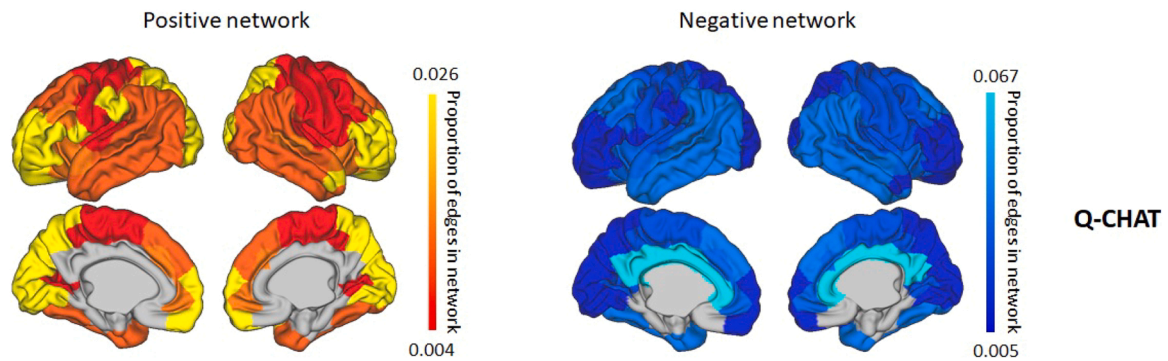 Positive network
Negative network
0.026
Proportion of edges in network
0.004
0.067
Proportion of edges in network
0.005
Q-CHAT